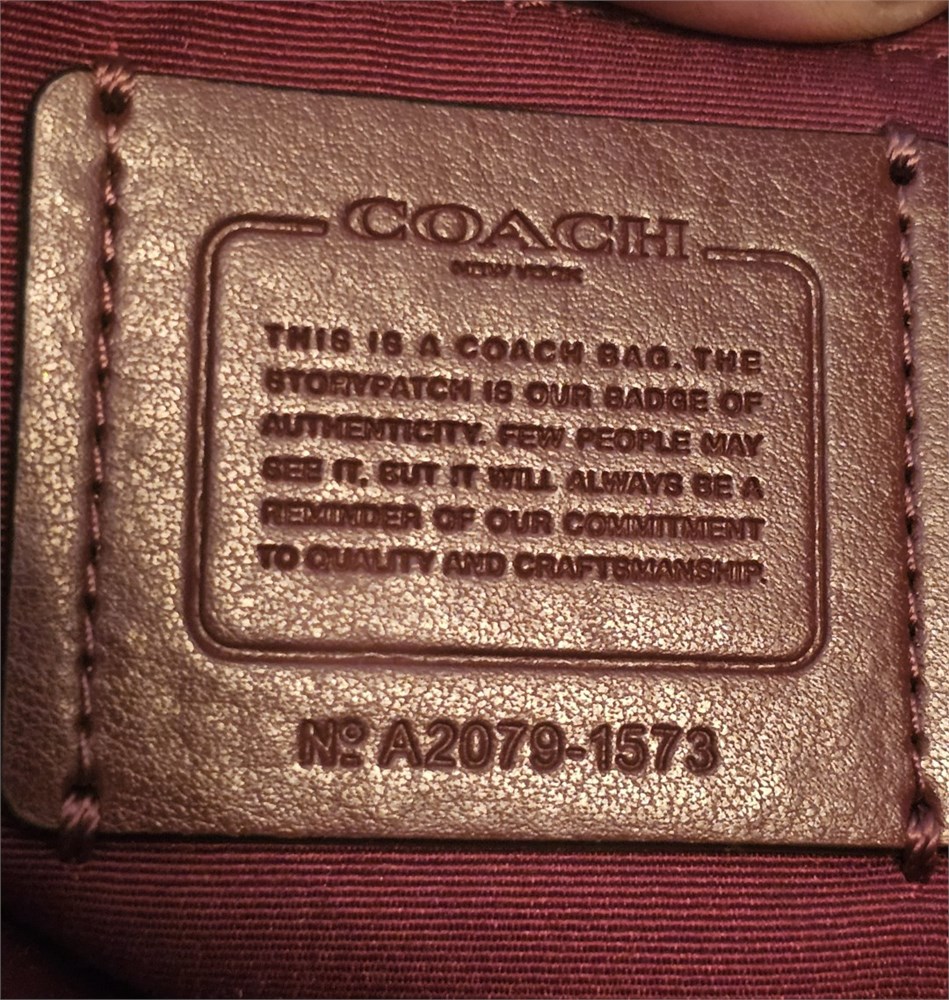 COACH
NEW YORK
THIS IS A COACH BAG. THE
STORYPATCH IS OUR BADGE OF
AUTHENTICITY. FEW PEOPLE MAY
SEE IT, BUT IT WILL ALWAYS BE A
REMINDER OF OUR COMMITMENT
TO QUALITY AND CRAFTSMANSHIP.
Nº A2079-1573